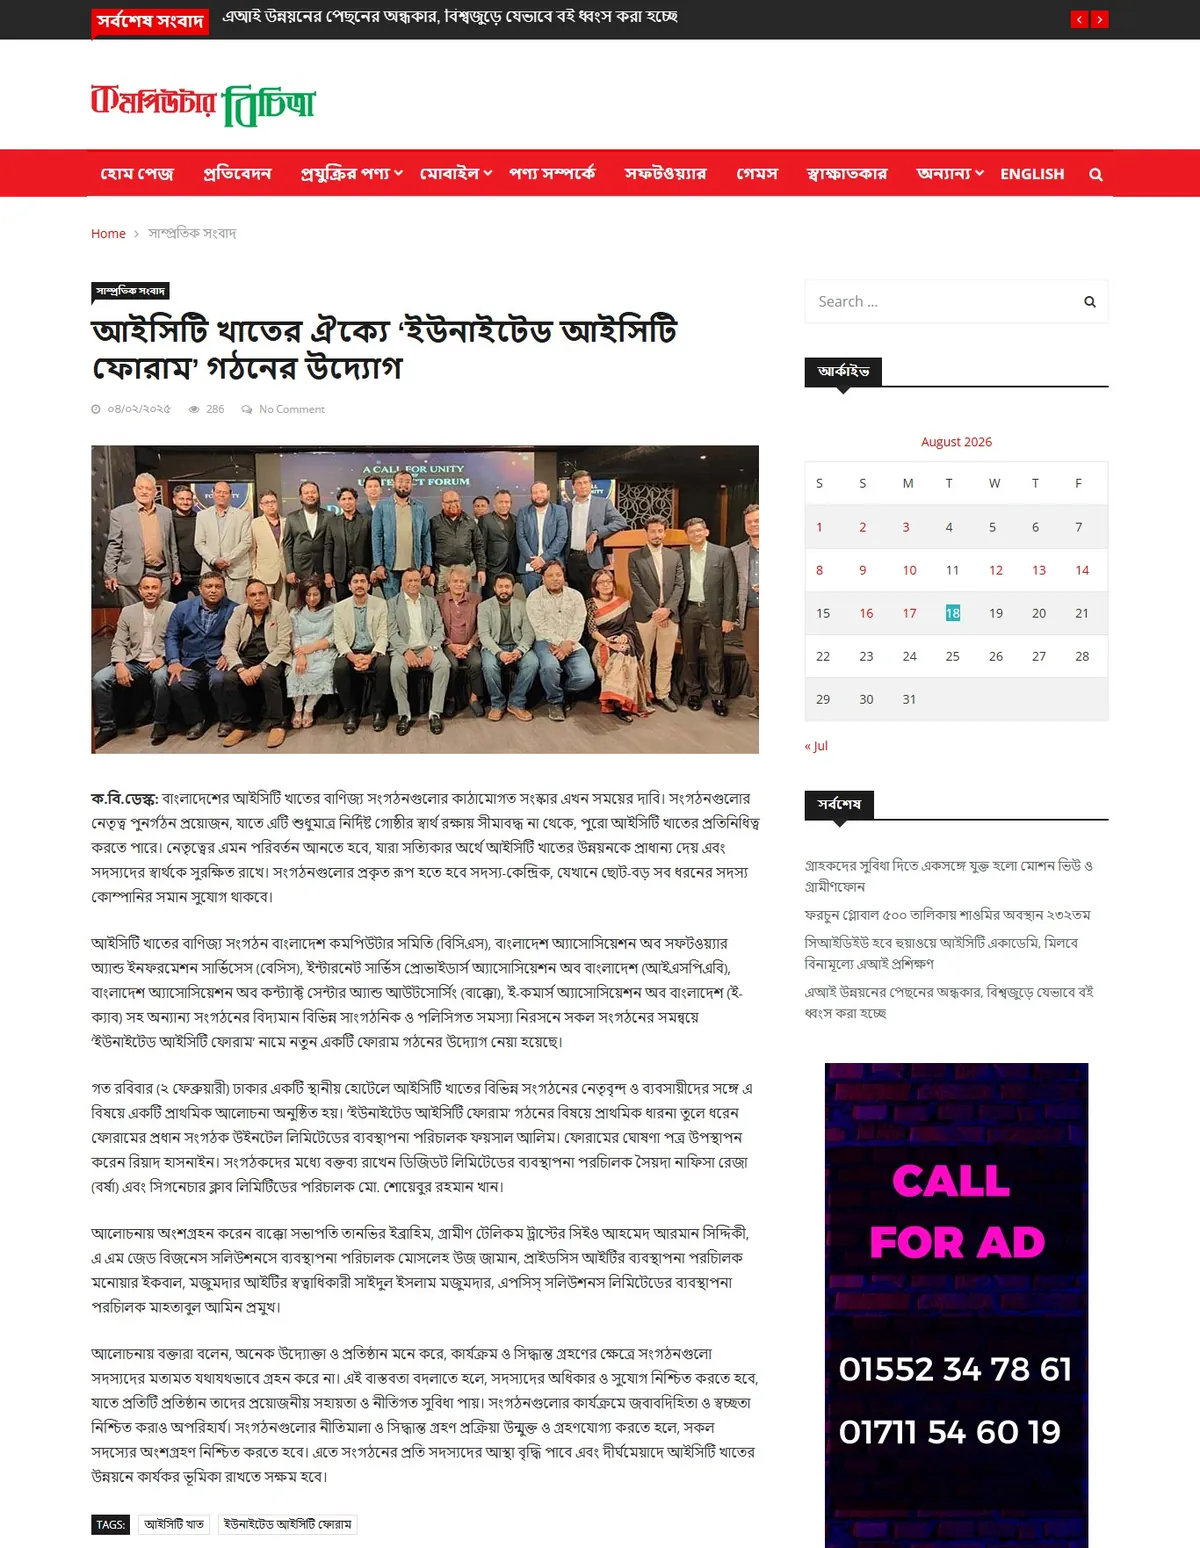 সর্বশেষ সংবাদ
এআই উন্নয়নের পেছনের অন্ধকার, বিশ্বজুড়ে যেভাবে বই ধ্বংস করা হচ্ছে
কমপিউটার বিচিত্রা
হোম পেজ প্রতিবেদন প্রযুক্তির পণ্য মোবাইল পণ্য সম্পর্কে সফটওয়্যার গেমস স্বাক্ষাতকার অন্যান্য ENGLISH
Home > সাম্প্রতিক সংবাদ
সাম্প্রতিক সংবাদ
আইসিটি খাতের ঐক্যে ‘ইউনাইটেড আইসিটি
ফোরাম’ গঠনের উদ্যোগ
০৪/০২/২০২৫ 286 No Comment
A CALL FOR UNITY
UNITED ICT FORUM
ক.বি.ডেস্ক: বাংলাদেশের আইসিটি খাতের বাণিজ্য সংগঠনগুলোর কাঠামোগত সংস্কার এখন সময়ের দাবি। সংগঠনগুলোর
নেতৃত্ব পুনর্গঠন প্রয়োজন, যাতে এটি শুধুমাত্র নির্দিষ্ট গোষ্ঠীর স্বার্থ রক্ষায় সীমাবদ্ধ না থেকে, পুরো আইসিটি খাতের প্রতিনিধিত্ব
করতে পারে। নেতৃত্বের এমন পরিবর্তন আনতে হবে, যারা সত্যিকার অর্থে আইসিটি খাতের উন্নয়নকে প্রাধান্য দেয় এবং
সদস্যদের স্বার্থকে সুরক্ষিত রাখে। সংগঠনগুলোর প্রকৃত রূপ হতে হবে সদস্য-কেন্দ্রিক, যেখানে ছোট-বড় সব ধরনের সদস্য
কোম্পানির সমান সুযোগ থাকবে।
আইসিটি খাতের বাণিজ্য সংগঠন বাংলাদেশ কমপিউটার সমিতি (বিসিএস), বাংলাদেশ অ্যাসোসিয়েশন অব সফটওয়্যার
অ্যান্ড ইনফরমেশন সার্ভিসেস (বেসিস), ইন্টারনেট সার্ভিস প্রোভাইডার্স অ্যাসোসিয়েশন অব বাংলাদেশ (আইএসপিএবি),
বাংলাদেশ অ্যাসোসিয়েশন অব কন্ট্যাক্ট সেন্টার অ্যান্ড আউটসোর্সিং (বাক্কো), ই-কমার্স অ্যাসোসিয়েশন অব বাংলাদেশ (ই-
ক্যাব) সহ অন্যান্য সংগঠনের বিদ্যমান বিভিন্ন সাংগঠনিক ও পলিসিগত সমস্যা নিরসনে সকল সংগঠনের সমন্বয়ে
‘ইউনাইটেড আইসিটি ফোরাম’ নামে নতুন একটি ফোরাম গঠনের উদ্যোগ নেয়া হয়েছে।
গত রবিবার (২ ফেব্রুয়ারী) ঢাকার একটি স্থানীয় হোটেলে আইসিটি খাতের বিভিন্ন সংগঠনের নেতৃবৃন্দ ও ব্যবসায়ীদের সঙ্গে এ
বিষয়ে একটি প্রাথমিক আলোচনা অনুষ্ঠিত হয়। ‘ইউনাইটেড আইসিটি ফোরাম’ গঠনের বিষয়ে প্রাথমিক ধারনা তুলে ধরেন
ফোরামের প্রধান সংগঠক উইনটেল লিমিটেডের ব্যবস্থাপনা পরিচালক ফয়সাল আলিম। ফোরামের ঘোষণা পত্র উপস্থাপন
করেন রিয়াদ হাসনাইন। সংগঠকদের মধ্যে বক্তব্য রাখেন ডিজিডট লিমিটেডের ব্যবস্থাপনা পরচিালক সৈয়দা নাফিসা রেজা
(বর্ষা) এবং সিগনেচার ক্লাব লিমিটিডের পরিচালক মো. শোয়েবুর রহমান খান।
আলোচনায় অংশগ্রহন করেন বাক্কো সভাপতি তানভির ইব্রাহিম, গ্রামীণ টেলিকম ট্রাস্টের সিইও আহমেদ আরমান সিদ্দিকী,
এ এম জেড বিজনেস সলিউশনসে ব্যবস্থাপনা পরিচালক মোসলেহ উজ জামান, প্রাইডসিস আইটির ব্যবস্থাপনা পরচিালক
মনোয়ার ইকবাল, মজুমদার আইটির স্বত্বাধিকারী সাইদুল ইসলাম মজুমদার, এপসিস্ সলিউশনস লিমিটেডের ব্যবস্থাপনা
পরচিালক মাহতাবুল আমিন প্রমুখ।
আলোচনায় বক্তারা বলেন, অনেক উদ্যোক্তা ও প্রতিষ্ঠান মনে করে, কার্যক্রম ও সিদ্ধান্ত গ্রহণের ক্ষেত্রে সংগঠনগুলো
সদস্যদের মতামত যথাযথভাবে গ্রহন করে না। এই বাস্তবতা বদলাতে হলে, সদস্যদের অধিকার ও সুযোগ নিশ্চিত করতে হবে,
যাতে প্রতিটি প্রতিষ্ঠান তাদের প্রয়োজনীয় সহায়তা ও নীতিগত সুবিধা পায়। সংগঠনগুলোর কার্যক্রমে জবাবদিহিতা ও স্বচ্ছতা
নিশ্চিত করাও অপরিহার্য। সংগঠনগুলোর নীতিমালা ও সিদ্ধান্ত গ্রহণ প্রক্রিয়া উন্মুক্ত ও গ্রহণযোগ্য করতে হলে, সকল
সদস্যের অংশগ্রহণ নিশ্চিত করতে হবে। এতে সংগঠনের প্রতি সদস্যদের আস্থা বৃদ্ধি পাবে এবং দীর্ঘমেয়াদে আইসিটি খাতের
উন্নয়নে কার্যকর ভূমিকা রাখতে সক্ষম হবে।
TAGS: আইসিটি খাত ইউনাইটেড আইসিটি ফোরাম
Search ...
আর্কাইভ
August 2026
S S M T W T F
1 2 3 4 5 6 7
8 9 10 11 12 13 14
15 16 17 18 19 20 21
22 23 24 25 26 27 28
29 30 31
« Jul
সর্বশেষ
গ্রাহকদের সুবিধা দিতে একসঙ্গে যুক্ত হলো মোশন ভিউ ও
গ্রামীণফোন
ফরচুন গ্লোবাল ৫০০ তালিকায় শাওমির অবস্থান ২৩২তম
সিআইডিইউ হবে হুয়াওয়ে আইসিটি একাডেমি, মিলবে
বিনামূল্যে এআই প্রশিক্ষণ
এআই উন্নয়নের পেছনের অন্ধকার, বিশ্বজুড়ে যেভাবে বই
ধ্বংস করা হচ্ছে
CALL
FOR AD
01552 34 78 61
01711 54 60 19